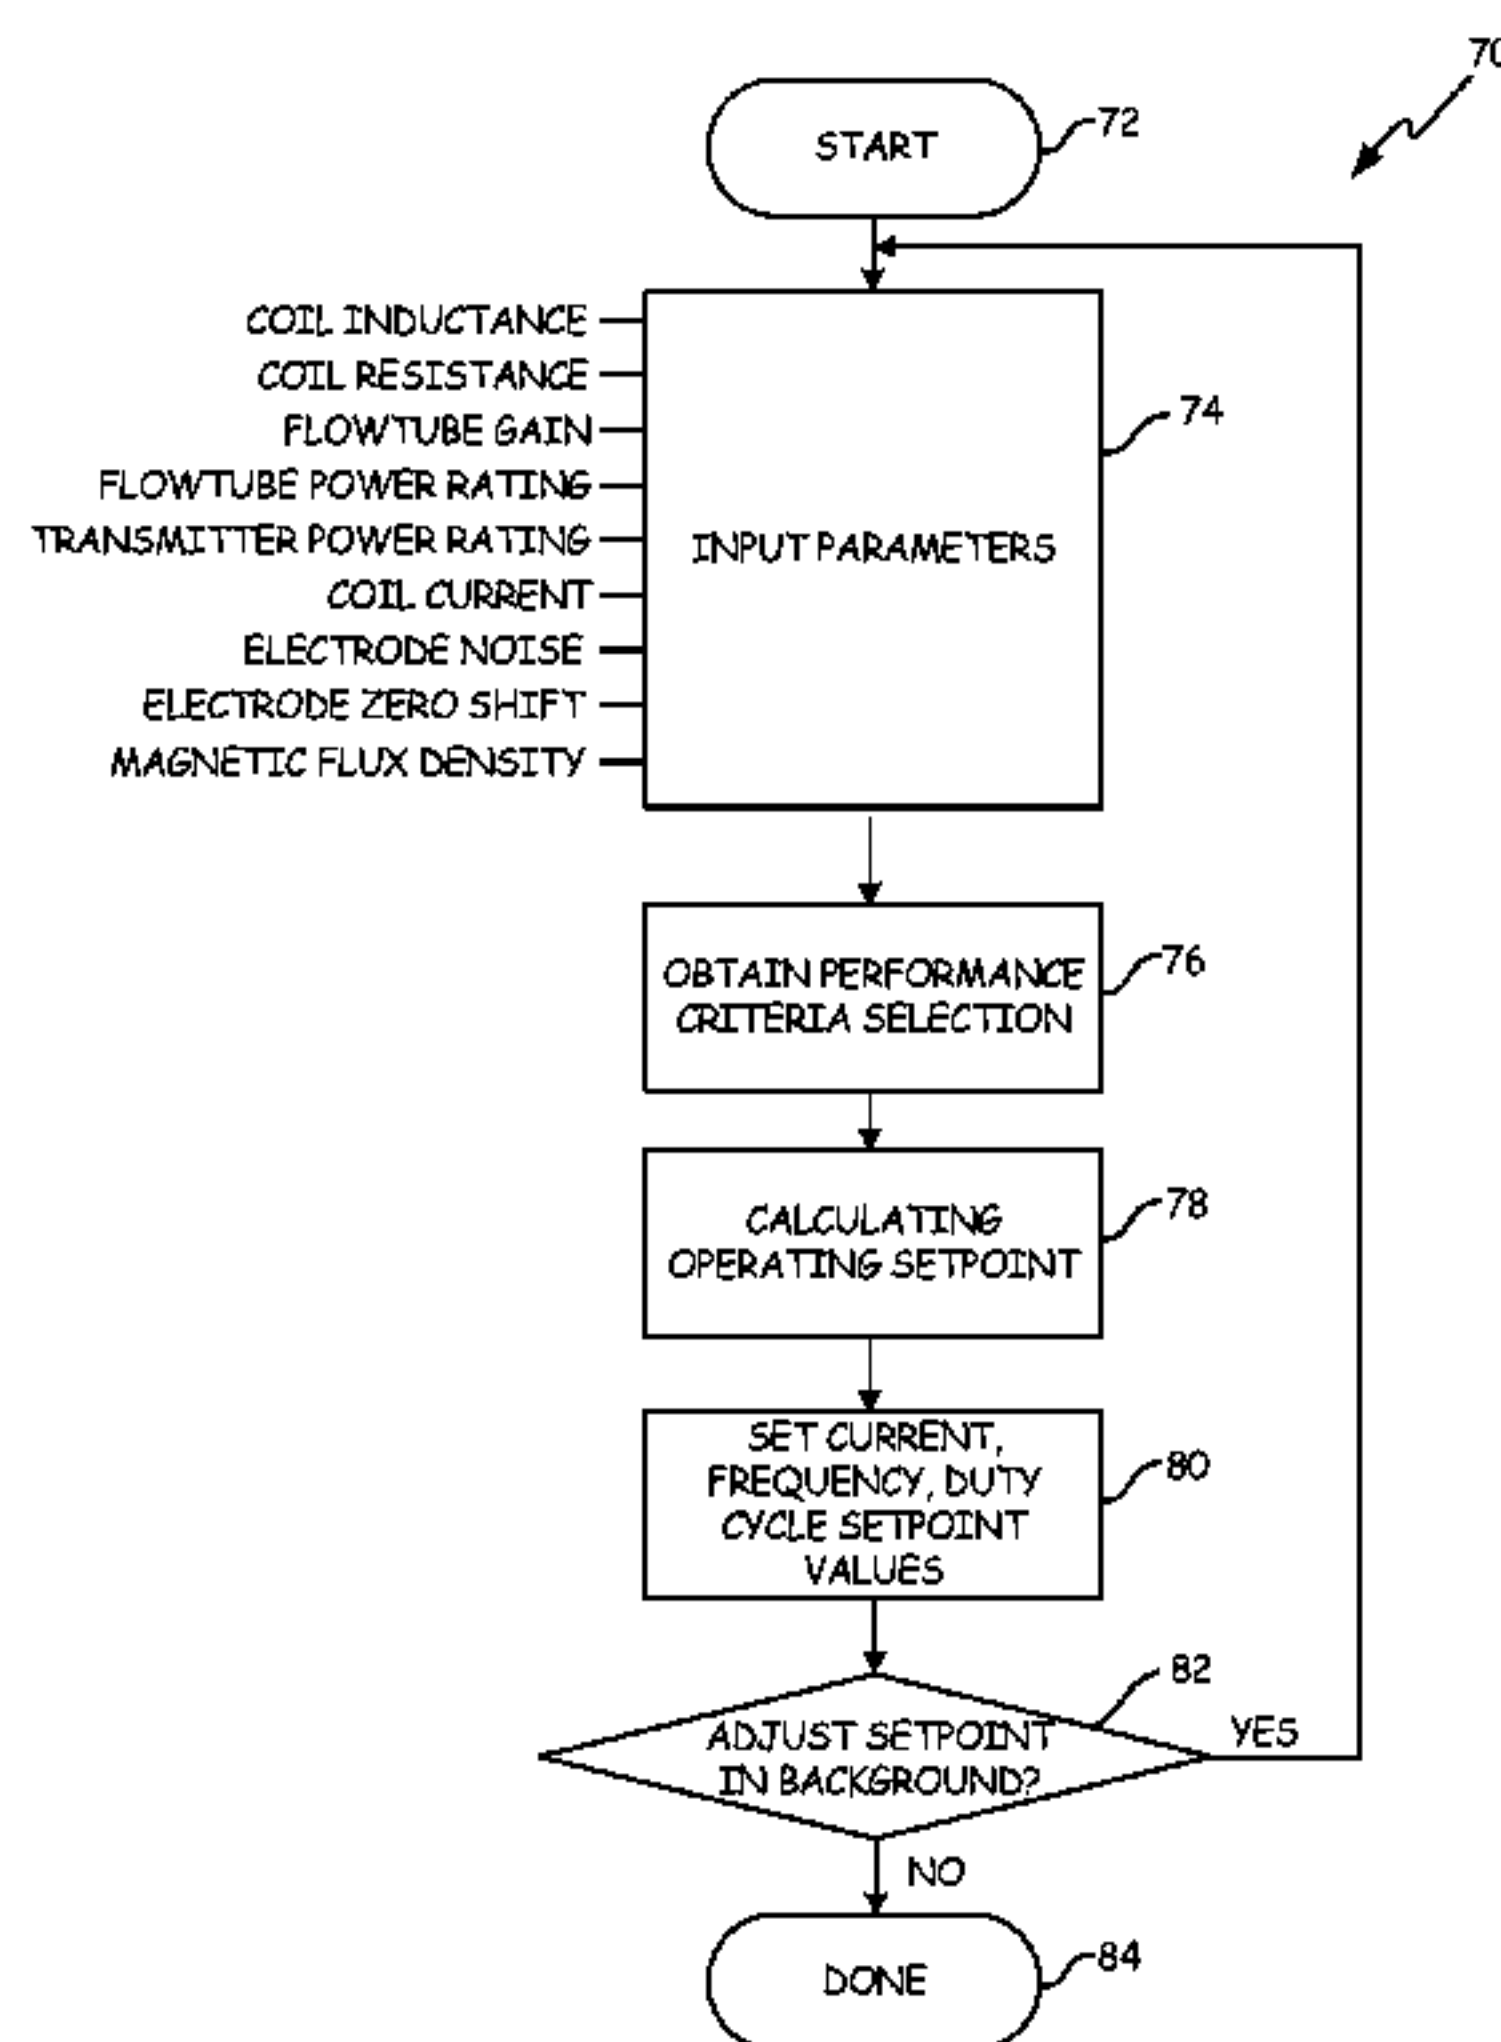 70
START
72
COIL INDUCTANCE
COIL RESISTANCE
FLOWTUBE GAIN
FLOWTUBE POWER RATING
TRANSMITTER POWER RATING
COIL CURRENT
ELECTRODE NOISE
ELECTRODE ZERO SHIFT
MAGNETIC FLUX DENSITY
INPUT PARAMETERS
74
OBTAIN PERFORMANCE
CRITERIA SELECTION
76
CALCULATING
OPERATING SETPOINT
78
SET CURRENT,
FREQUENCY, DUTY
CYCLE SETPOINT
VALUES
80
ADJUST SETPOINT
IN BACKGROUND?
82
YES
NO
DONE
84